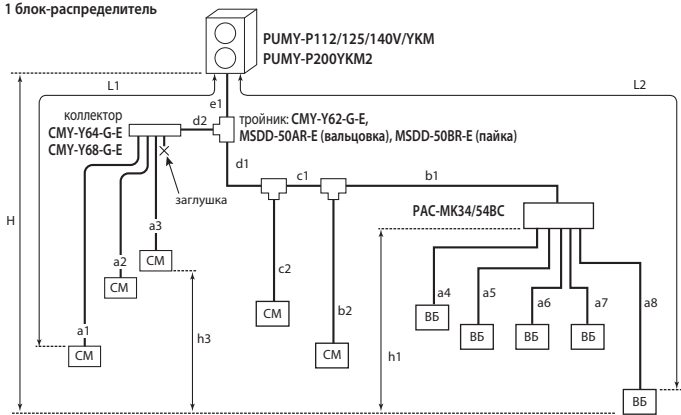 1 блок-распределитель
PUMY-P112/125/140V/YKM
PUMY-P200YKM2
L1
L2
e1
коллектор
CMY-Y64-G-E
CMY-Y68-G-E
d2
тройник: CMY-Y62-G-E,
MSDD-50AR-E (вальцовка), MSDD-50BR-E (пайка)
d1
c1
b1
заглушка
PAC-MK34/54BC
H
a3
a2
СМ
СМ
c2
a4
a5
a6
a7
a8
СМ
b2
ВБ
ВБ
ВБ
ВБ
a1
h3
h1
СМ
СМ
ВБ